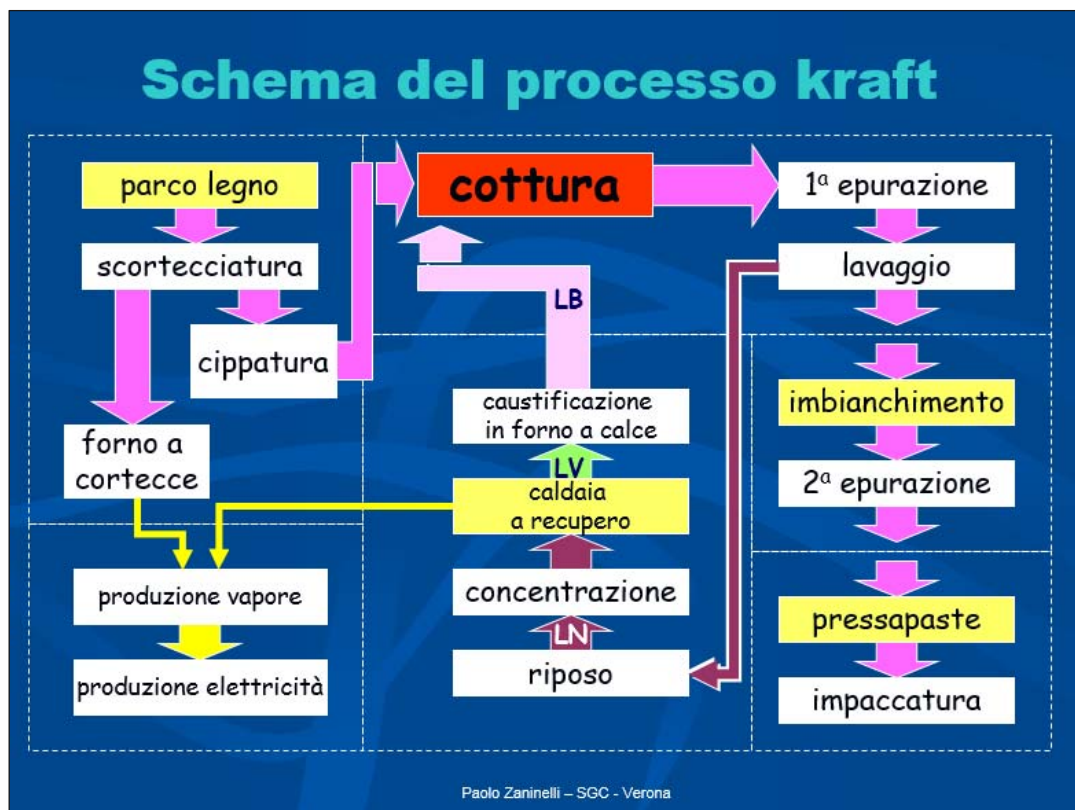 Schema del processo kraft
parco legno
scortecciatura
cippatura
forno a
cortecce
produzione vapore
produzione elettricità
cottura
LB
caustificazione
in forno a calce
LV
caldaia
a recupero
concentrazione
LN
riposo
1ª epurazione
lavaggio
imbianchimento
2ª epurazione
pressapaste
impaccatura
Paolo Zaninelli – SGC - Verona